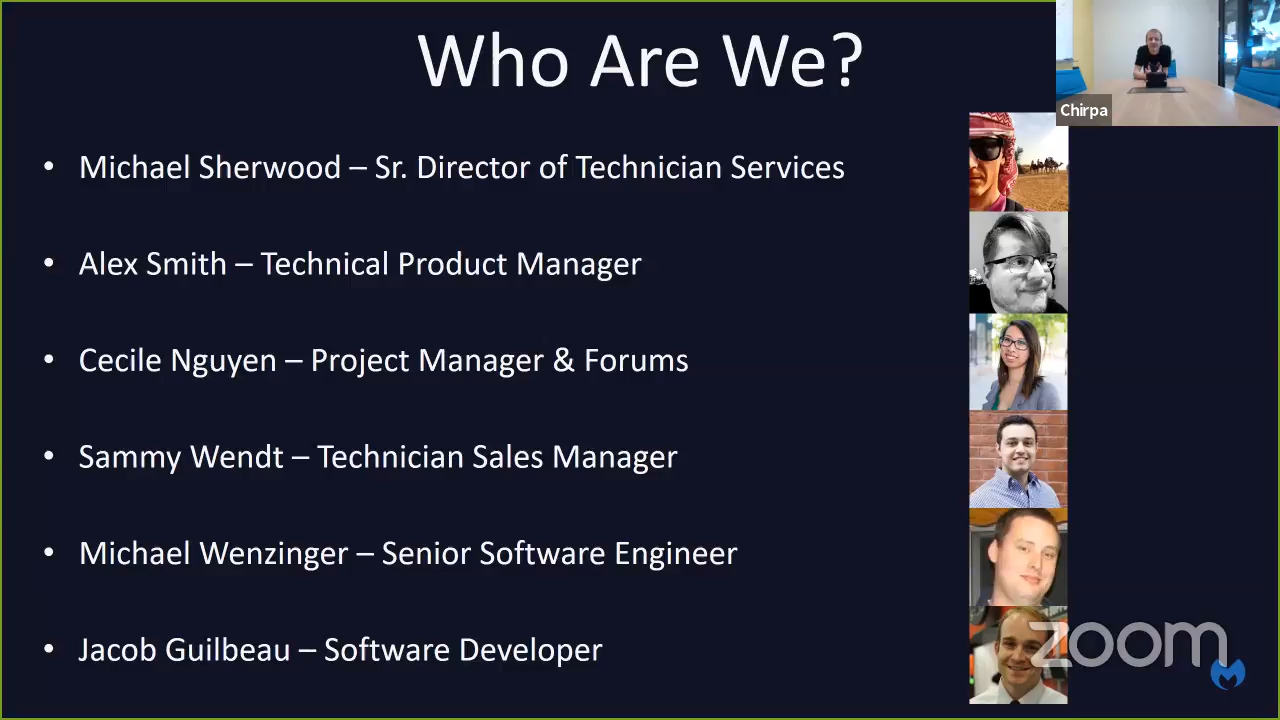 Who Are We?
Chirpa
• Michael Sherwood – Sr. Director of Technician Services
• Alex Smith – Technical Product Manager
• Cecile Nguyen – Project Manager & Forums
• Sammy Wendt – Technician Sales Manager
• Michael Wenzinger – Senior Software Engineer
• Jacob Guilbeau – Software Developer
zoom